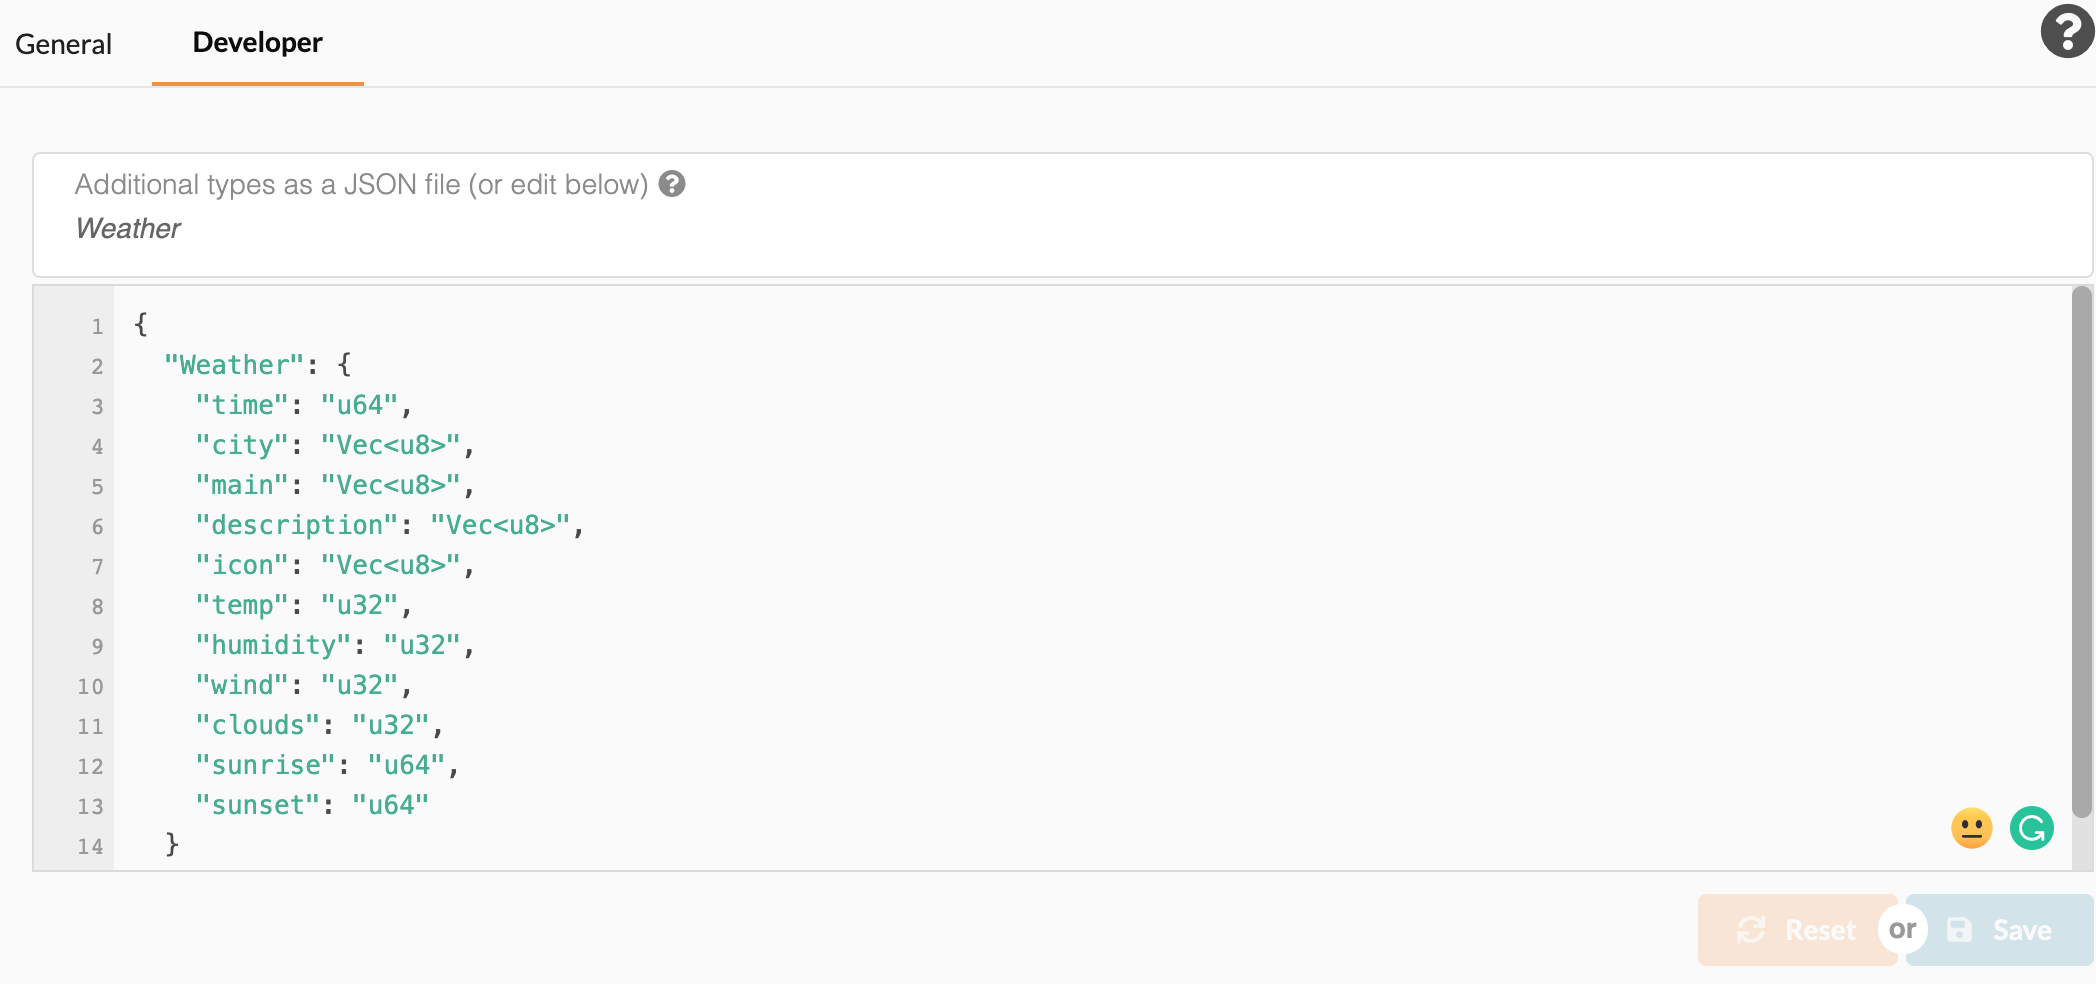 General Developer
Additional types as a JSON file (or edit below)
Weather
1 {
2 "Weather": {
3 "time": "u64",
4 "city": "Vec<u8>",
5 "main": "Vec<u8>",
6 "description": "Vec<u8>",
7 "icon": "Vec<u8>",
8 "temp": "u32",
9 "humidity": "u32",
10 "wind": "u32",
11 "clouds": "u32",
12 "sunrise": "u64",
13 "sunset": "u64"
14 }
Reset or Save